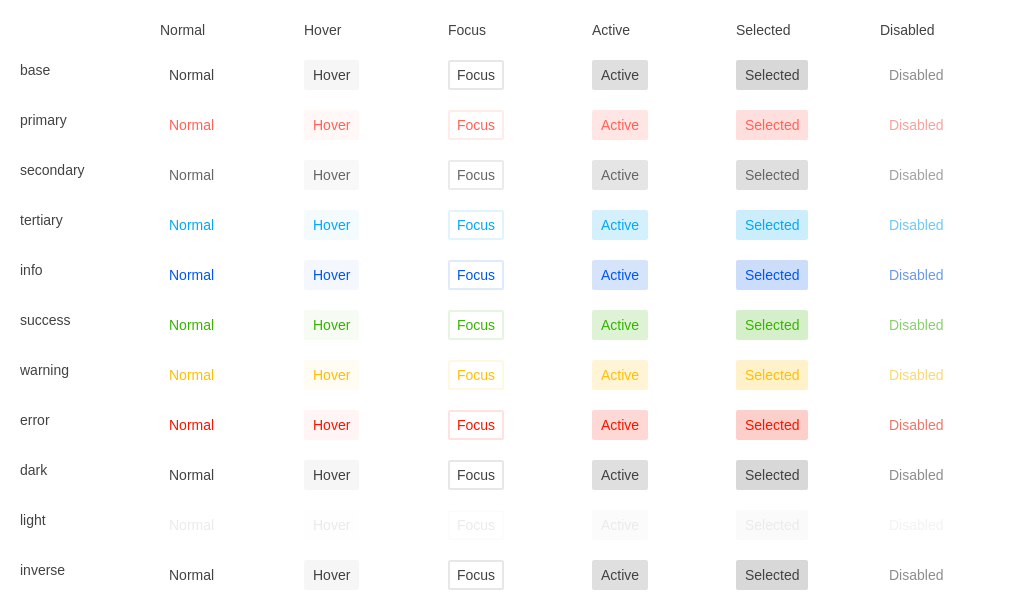 Normal Hover Focus Active Selected Disabled
base Normal Hover Focus Active Selected Disabled
primary Normal Hover Focus Active Selected Disabled
secondary Normal Hover Focus Active Selected Disabled
tertiary Normal Hover Focus Active Selected Disabled
info Normal Hover Focus Active Selected Disabled
success Normal Hover Focus Active Selected Disabled
warning Normal Hover Focus Active Selected Disabled
error Normal Hover Focus Active Selected Disabled
dark Normal Hover Focus Active Selected Disabled
light Normal Hover Focus Active Selected Disabled
inverse Normal Hover Focus Active Selected Disabled